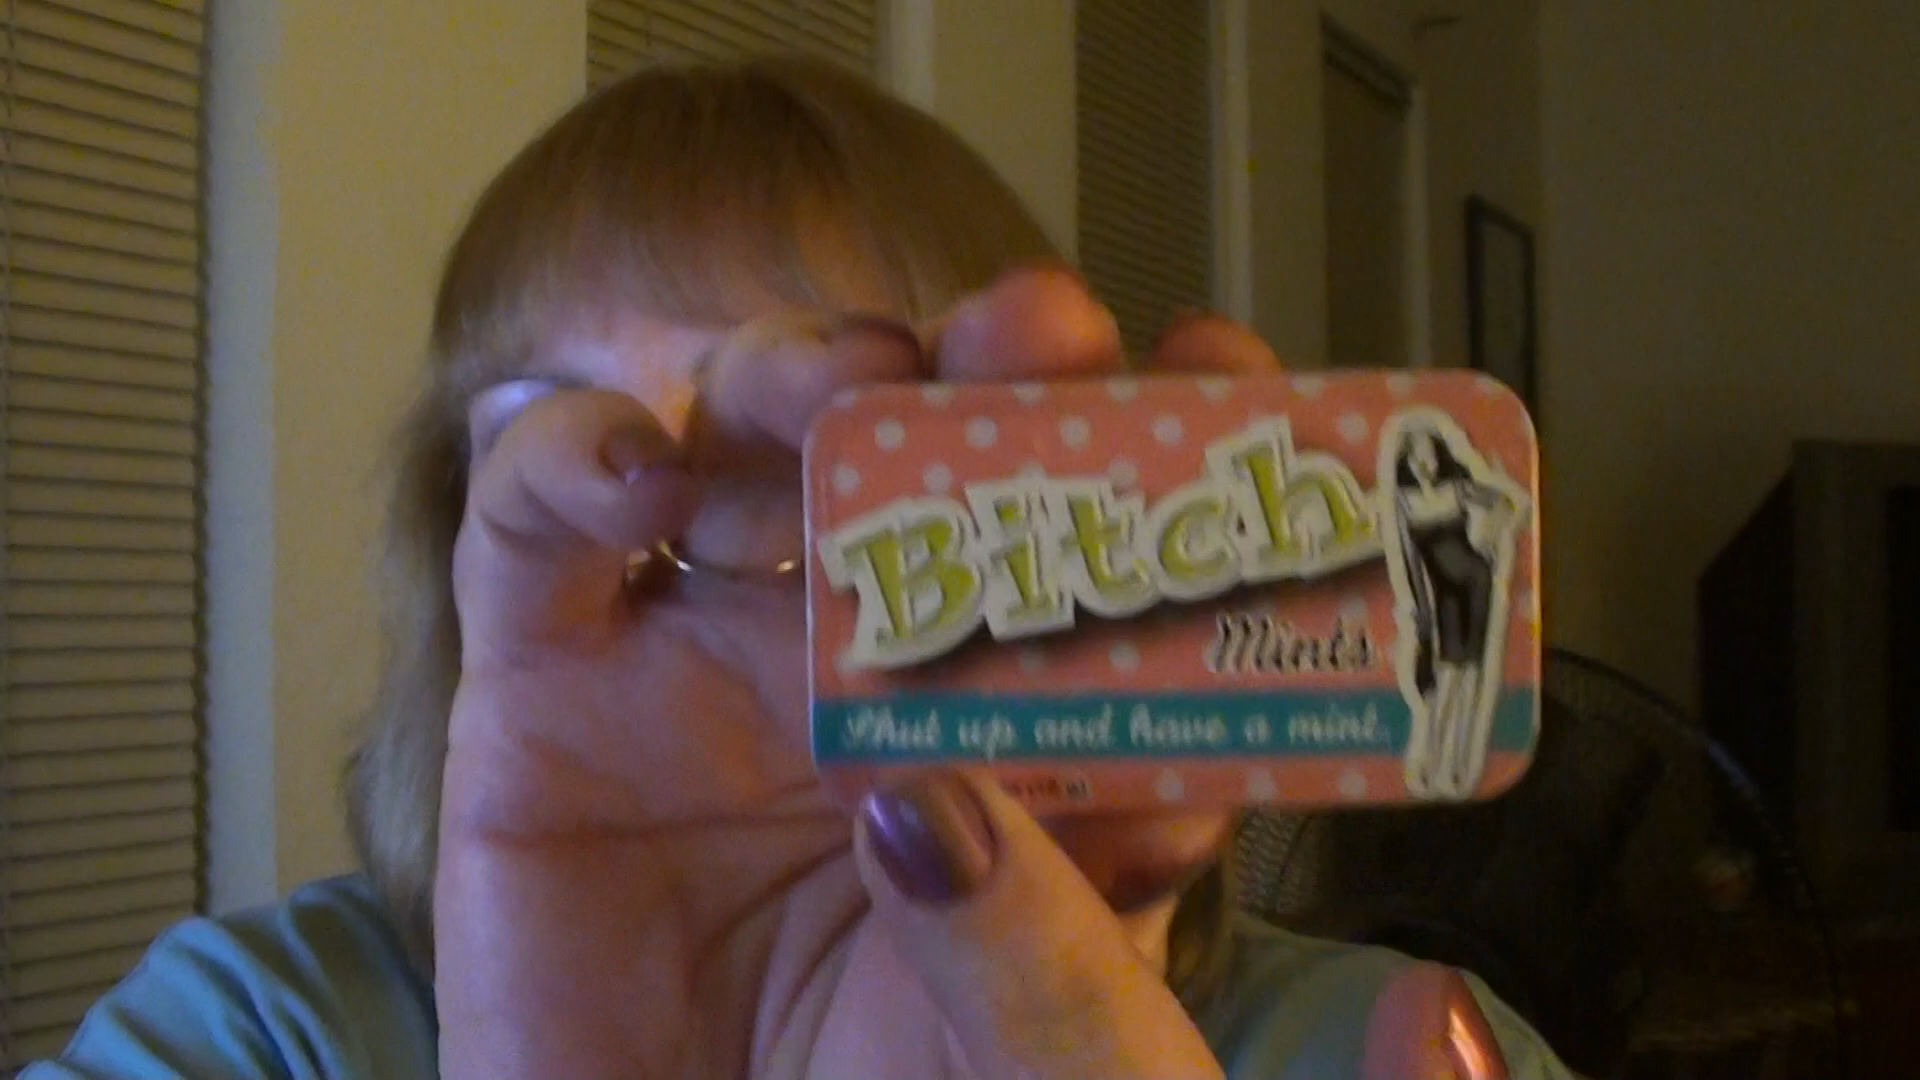 Bitch
Mints
Shut up and have a mint.